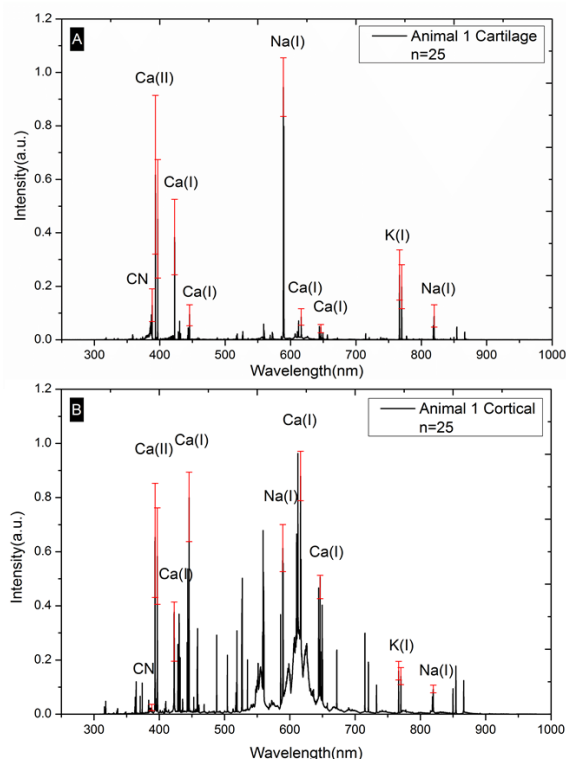 A
Animal 1 Cartilage
n=25
1.2
1.0
0.8
0.6
0.4
0.2
0.0
Intensity(a.u.)
Ca(II)
Na(I)
Ca(I)
CN
Ca(I)
Ca(I)
Ca(I)
K(I)
Na(I)
300 400 500 600 700 800 900 1000
Wavelength(nm)
B
Animal 1 Cortical
n=25
1.2
1.0
0.8
0.6
0.4
0.2
0.0
Intensity(a.u.)
Ca(II)
Ca(I)
Ca(I)
Na(I)
Ca(I)
Ca(I)
CN
K(I)
Na(I)
300 400 500 600 700 800 900 1000
Wavelength(nm)